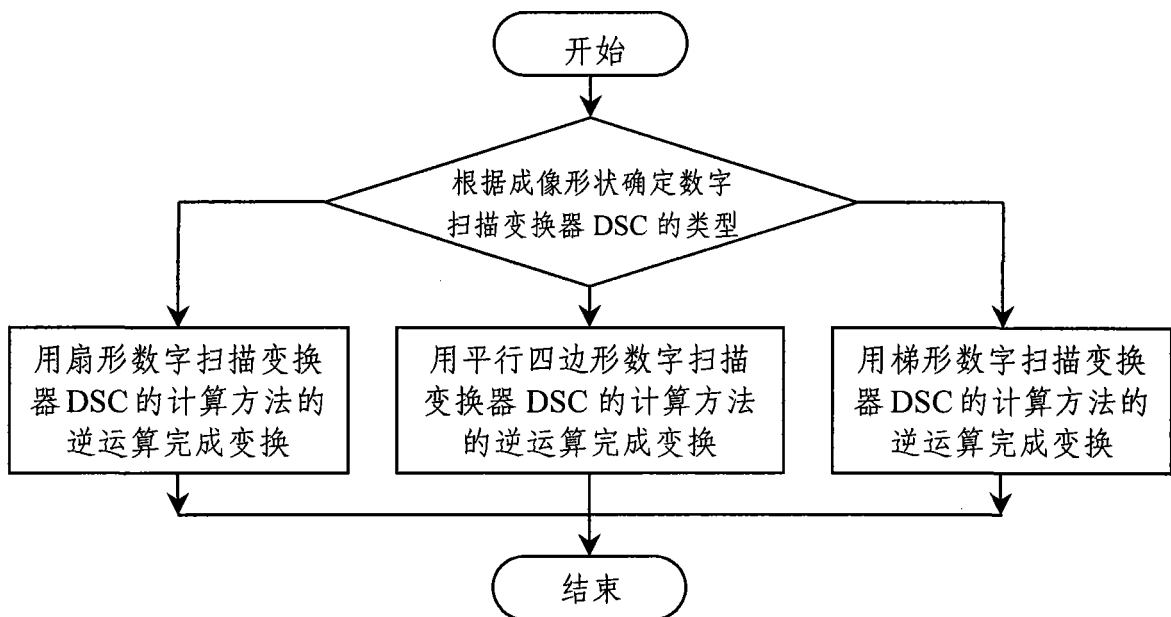 开始
根据成像形状确定数字
扫描变换器 DSC 的类型
用扇形数字扫描变换
器 DSC 的计算方法的
逆运算完成变换
用平行四边形数字扫描
变换器 DSC 的计算方法
的逆运算完成变换
用梯形数字扫描变换
器 DSC 的计算方法的
逆运算完成变换
结束